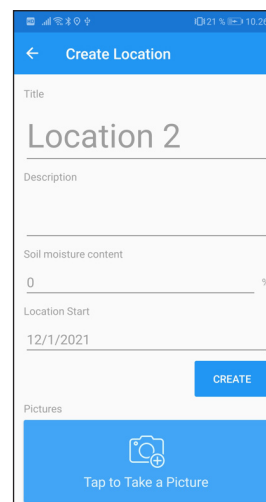 21 % 10.26
Create Location
Title
Location 2
Description
Soil moisture content
0 %
Location Start
12/1/2021
CREATE
Pictures
Tap to Take a Picture